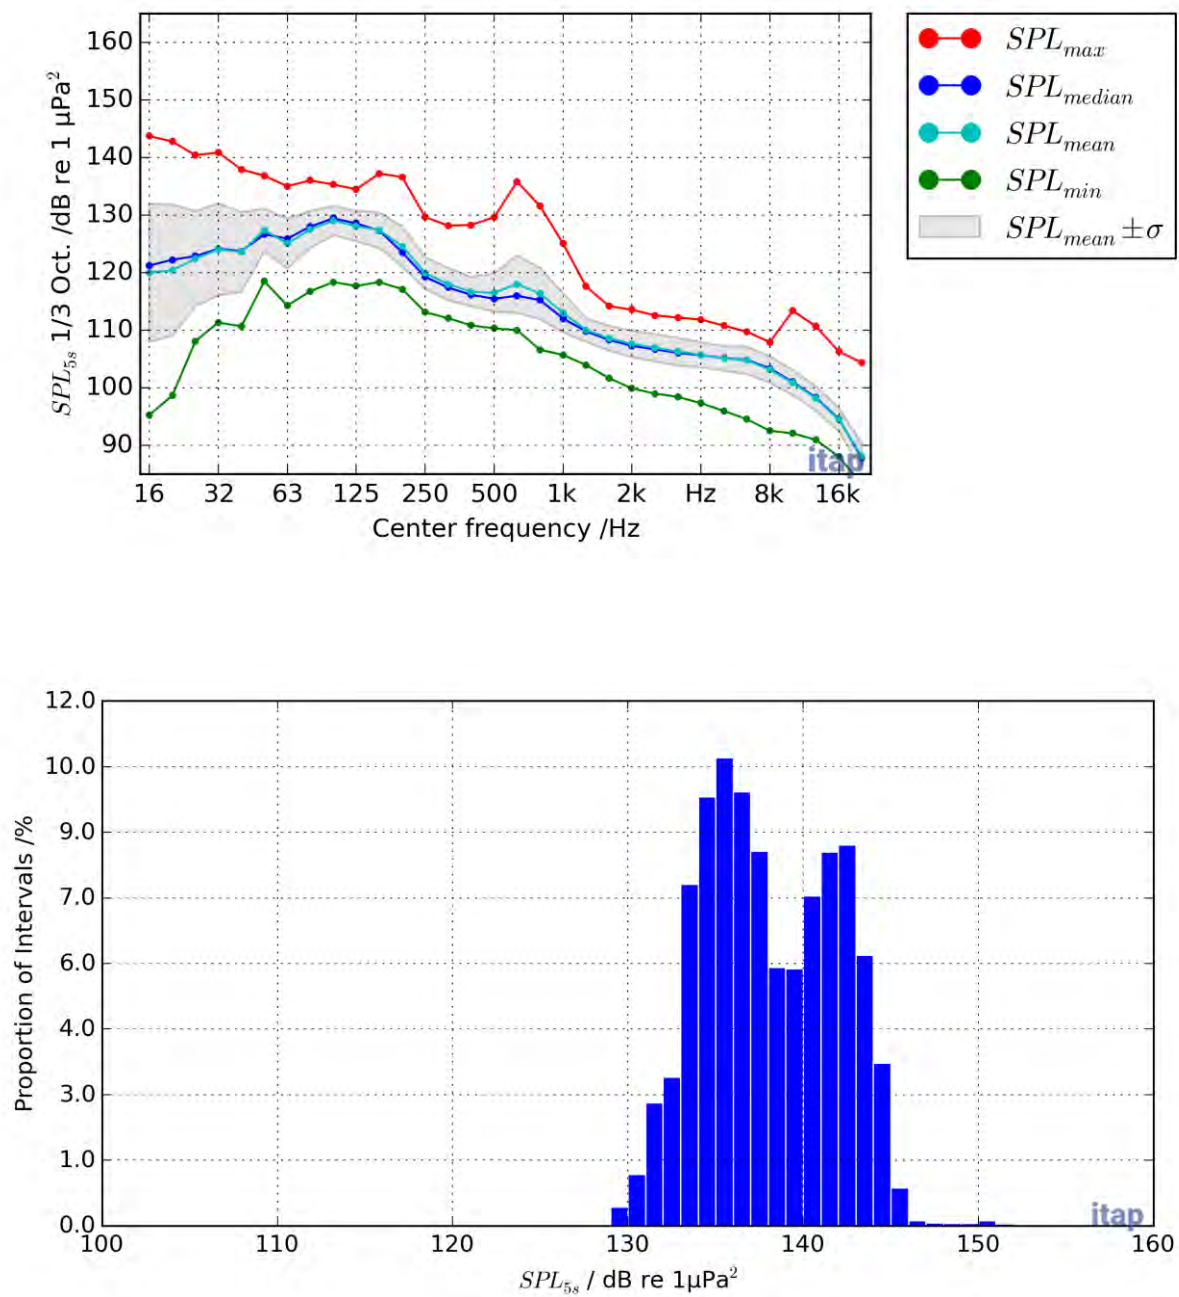 160
150
140
130
120
110
100
90
SPL5s 1/3 Oct. /dB re 1 µPa²
16 32 63 125 250 500 1k 2k Hz 8k 16k
Center frequency /Hz
itap
SPLmax
SPLmedian
SPLmean
SPLmin
SPLmean ±σ
12.0
10.0
9.0
7.0
6.0
4.0
3.0
1.0
0.0
Proportion of Intervals /%
100 110 120 130 140 150 160
SPL5s / dB re 1µPa²
itap